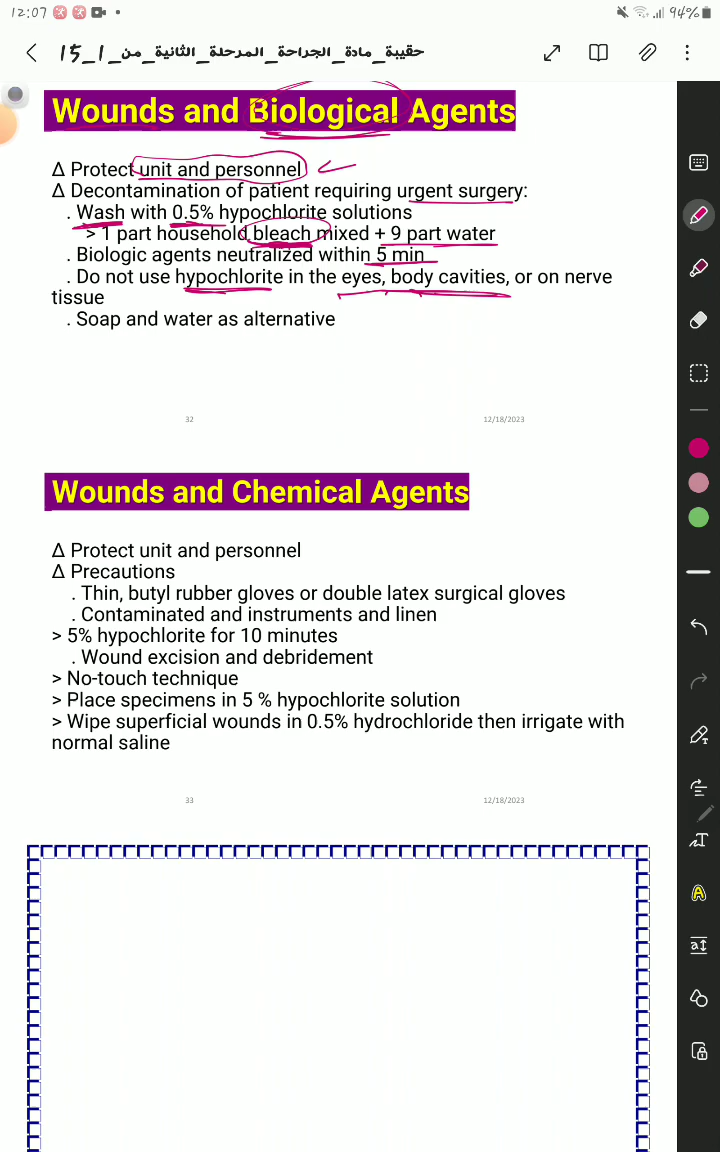 12:07
94%
حقيبة_مادة_الجراحة_المرحلة_الثانية_من_1_15
Wounds and Biological Agents
Δ Protect unit and personnel
Δ Decontamination of patient requiring urgent surgery:
. Wash with 0.5% hypochlorite solutions
> 1 part household bleach mixed + 9 part water
. Biologic agents neutralized within 5 min
. Do not use hypochlorite in the eyes, body cavities, or on nerve
tissue
. Soap and water as alternative
32
12/18/2023
Wounds and Chemical Agents
Δ Protect unit and personnel
Δ Precautions
. Thin, butyl rubber gloves or double latex surgical gloves
. Contaminated and instruments and linen
> 5% hypochlorite for 10 minutes
. Wound excision and debridement
> No-touch technique
> Place specimens in 5 % hypochlorite solution
> Wipe superficial wounds in 0.5% hydrochloride then irrigate with
normal saline
33
12/18/2023